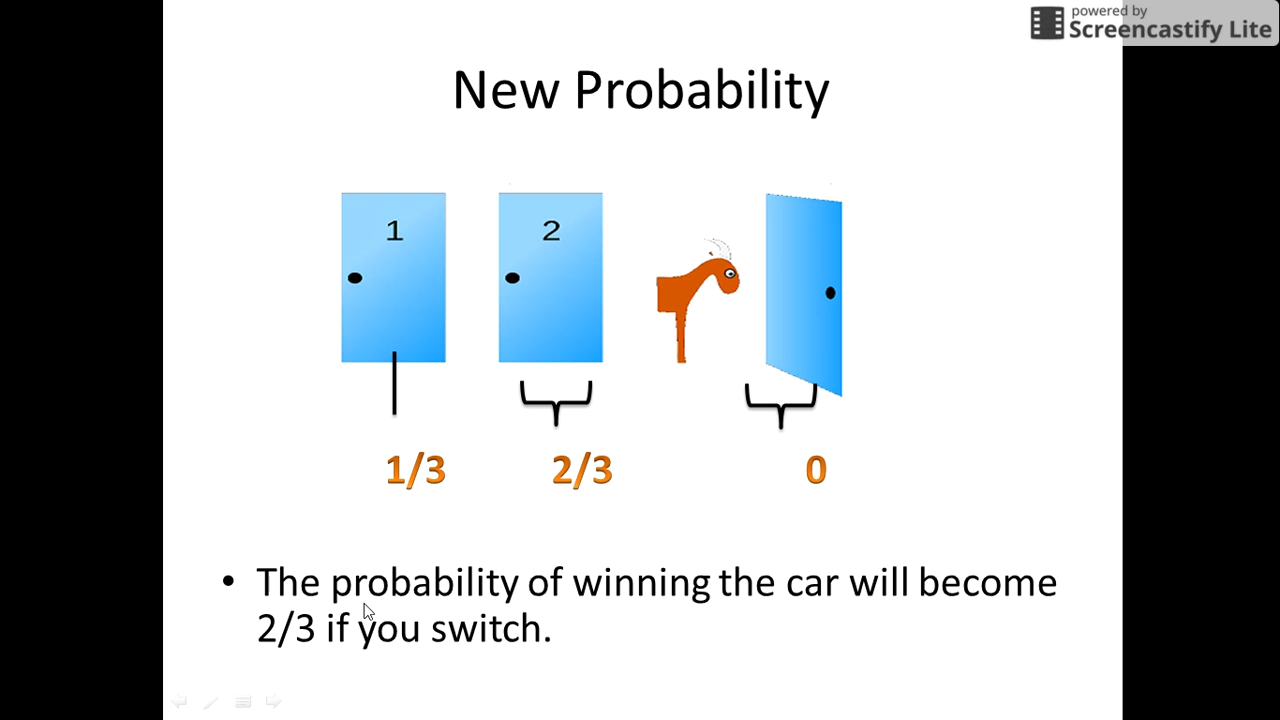 powered by
Screencastify Lite
New Probability
1 2
1/3 2/3 0
• The probability of winning the car will become
2/3 if you switch.